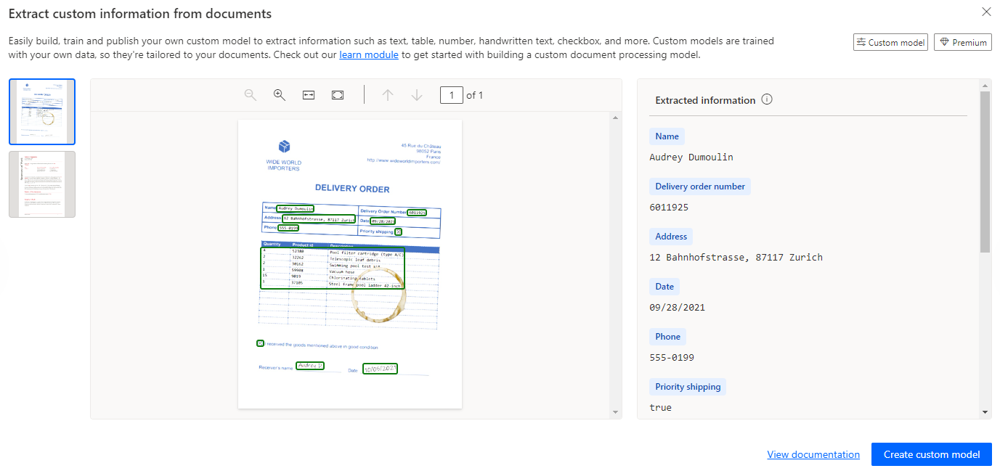 Extract custom information from documents
Easily build, train and publish your own custom model to extract information such as text, table, number, handwritten text, checkbox, and more. Custom models are trained
with your own data, so they're tailored to your documents. Check out our learn module to get started with building a custom document processing model.
Custom model
Premium
1 of 1
WIDE WORLD
IMPORTERS
45 Rue du Château
98052 Paris
France
http://www.wideworldimporters.com/
DELIVERY ORDER
Name Audrey Dumoulin
Delivery Order Number 6011925
Address 12 Bahnhofstrasse, 87117 Zurich
Date 09/28/2021
Phone 555-0199
Priority shipping
Quantity Product Id Description
4 52380 Pool filter cartridge (type A/C)
2 32262 Telescopic leaf debris
2 30162 Swimming pool test kit
3 59908 Vacuum hose
15 9019 Chlorinating tablets
1 37105 Steel frame pool ladder 42-inch
I received the goods mentioned above in good condition
Receiver's name Audrey D.
Date 10/05/2021
Extracted information
Name
Audrey Dumoulin
Delivery order number
6011925
Address
12 Bahnhofstrasse, 87117 Zurich
Date
09/28/2021
Phone
555-0199
Priority shipping
true
View documentation
Create custom model